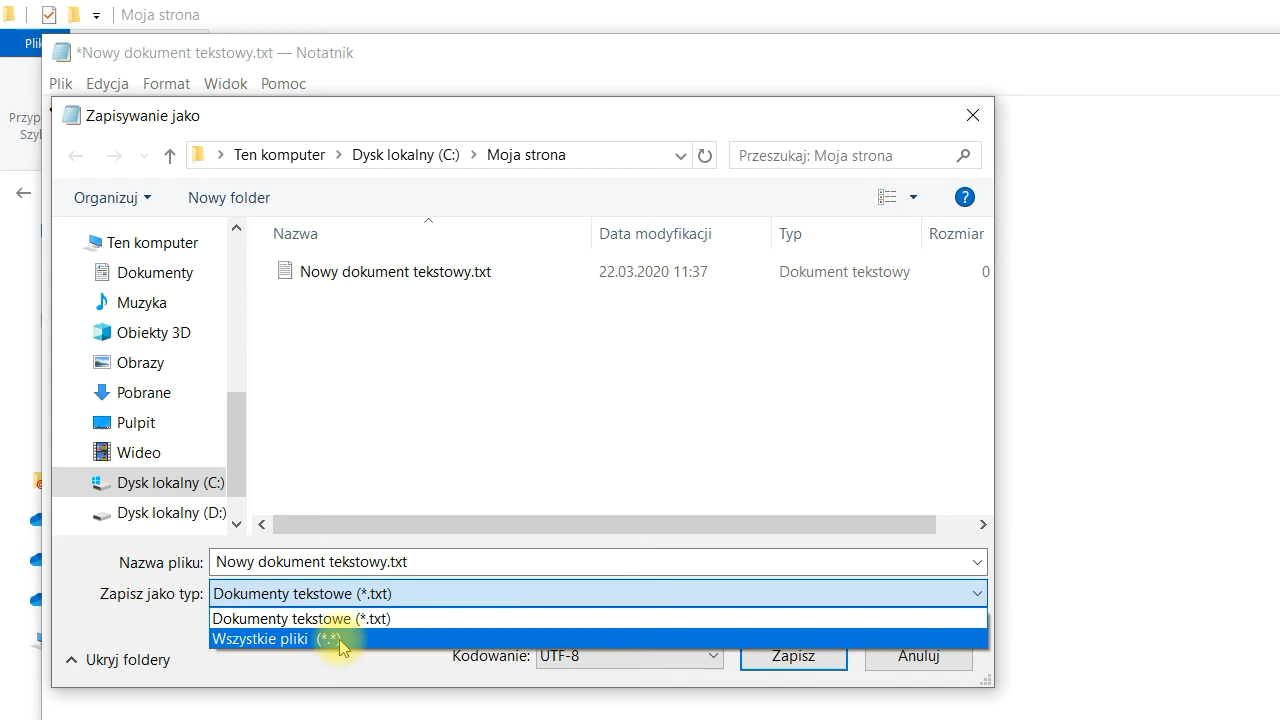 Moja strona
Plik
*Nowy dokument tekstowy.txt — Notatnik
Plik Edycja Format Widok Pomoc
Przyp
Szyb
Zapisywanie jako
Ten komputer > Dysk lokalny (C:) > Moja strona
Przeszukaj: Moja strona
Organizuj Nowy folder
Nazwa Data modyfikacji Typ Rozmiar
Nowy dokument tekstowy.txt 22.03.2020 11:37 Dokument tekstowy 0
Ten komputer
Dokumenty
Muzyka
Obiekty 3D
Obrazy
Pobrane
Pulpit
Wideo
Dysk lokalny (C:)
Dysk lokalny (D:)
Nazwa pliku: Nowy dokument tekstowy.txt
Zapisz jako typ: Dokumenty tekstowe (*.txt)
Dokumenty tekstowe (*.txt)
Wszystkie pliki (*.*)
Ukryj foldery
Kodowanie: UTF-8 Zapisz Anuluj